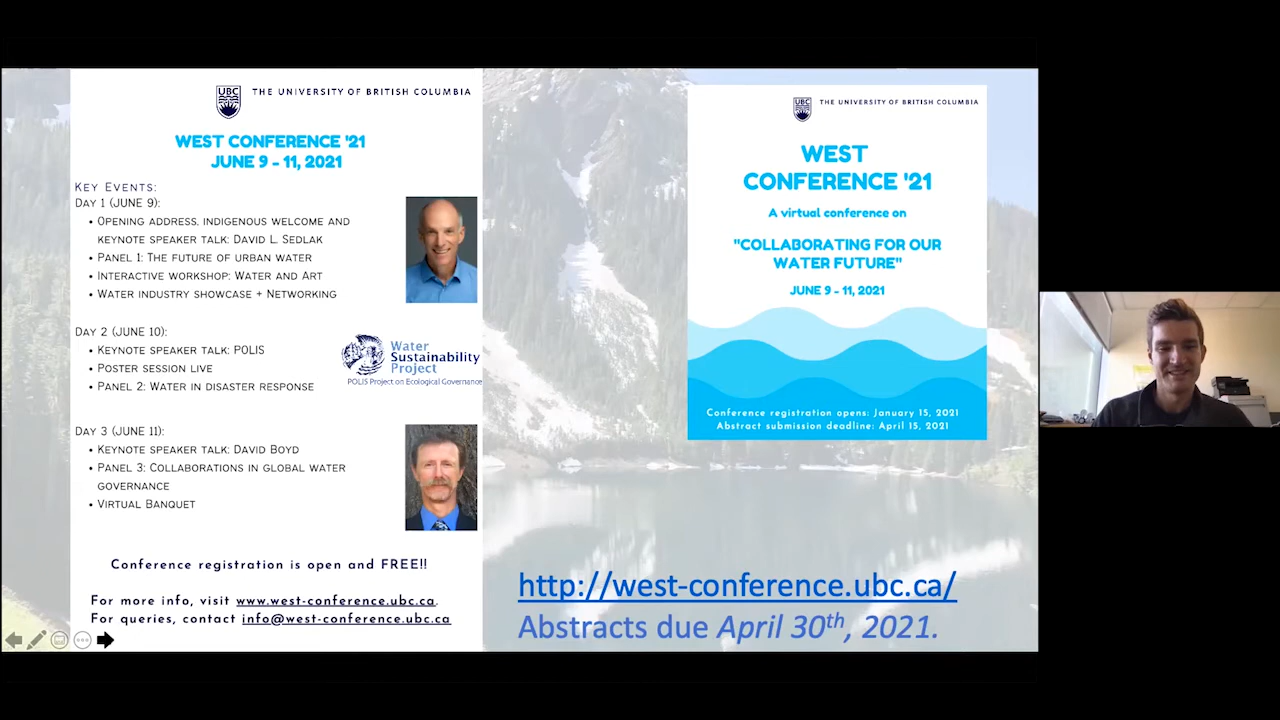 UBC
THE UNIVERSITY OF BRITISH COLUMBIA
WEST CONFERENCE '21
JUNE 9 - 11, 2021
KEY EVENTS:
DAY 1 (JUNE 9):
• OPENING ADDRESS, INDIGENOUS WELCOME AND
KEYNOTE SPEAKER TALK: DAVID L. SEDLAK
• PANEL 1: THE FUTURE OF URBAN WATER
• INTERACTIVE WORKSHOP: WATER AND ART
• WATER INDUSTRY SHOWCASE + NETWORKING
DAY 2 (JUNE 10):
• KEYNOTE SPEAKER TALK: POLIS
• POSTER SESSION LIVE
• PANEL 2: WATER IN DISASTER RESPONSE
Water
Sustainability
Project
POLIS Project on Ecological Governance
DAY 3 (JUNE 11):
• KEYNOTE SPEAKER TALK: DAVID BOYD
• PANEL 3: COLLABORATIONS IN GLOBAL WATER
GOVERNANCE
• VIRTUAL BANQUET
Conference registration is open and FREE!!
For more info, visit www.west-conference.ubc.ca.
For queries, contact info@west-conference.ubc.ca
UBC
THE UNIVERSITY OF BRITISH COLUMBIA
WEST
CONFERENCE '21
A virtual conference on
"COLLABORATING FOR OUR
WATER FUTURE"
JUNE 9 - 11, 2021
Conference registration opens: January 15, 2021
Abstract submission deadline: April 15, 2021
http://west-conference.ubc.ca/
Abstracts due April 30th, 2021.